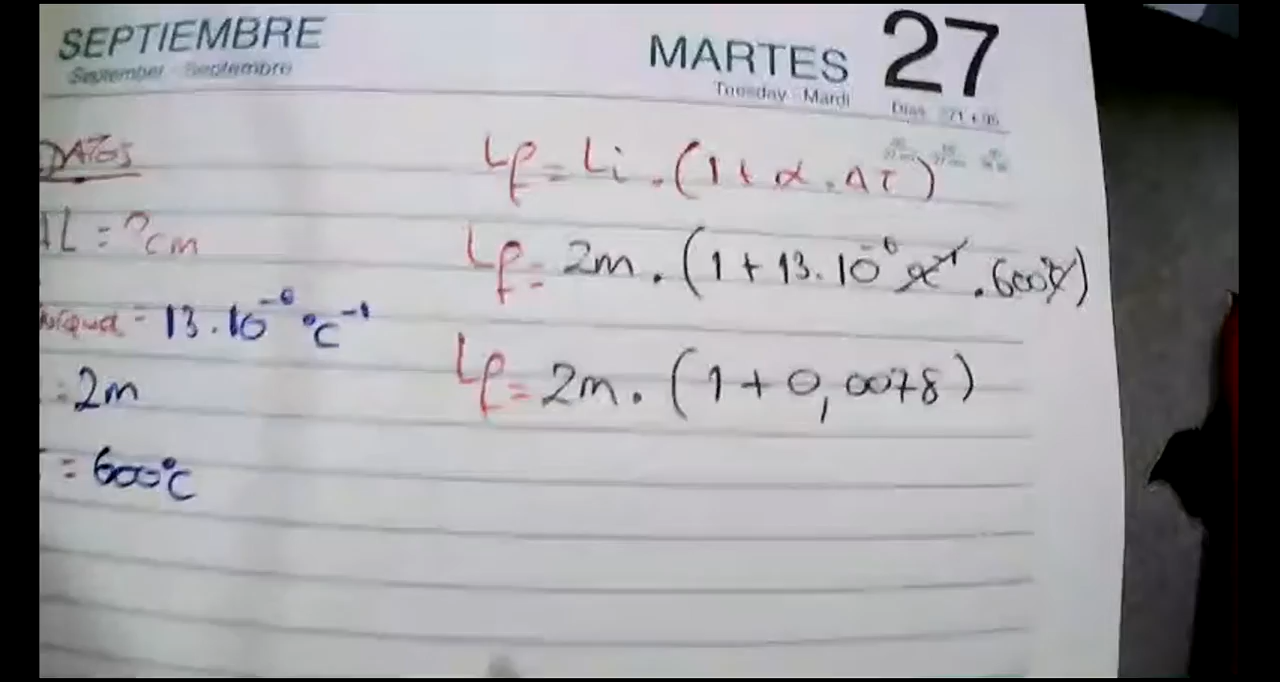 SEPTIEMBRE
September - Septembre
MARTES 27
Tuesday - Mardi
DATOS
ΔL = ? cm
= 13.10⁻⁶ °C⁻¹
= 2m
= 600°C
Lf = Li . (1 + α . ΔT)
Lf = 2m . (1 + 13.10⁻⁶ °C⁻¹ . 600°C)
Lf = 2m . (1 + 0,0078)